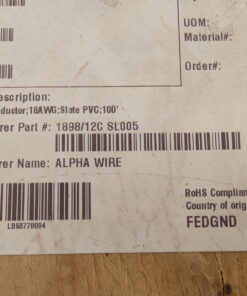 UOM:
Material#:
Order#:
escription:
ductor;18AWG;Slate PVC;100'
rer Part #: 1898/12C SL005
rer Name: ALPHA WIRE
RoHS Complian
Country of orig
FEDGND